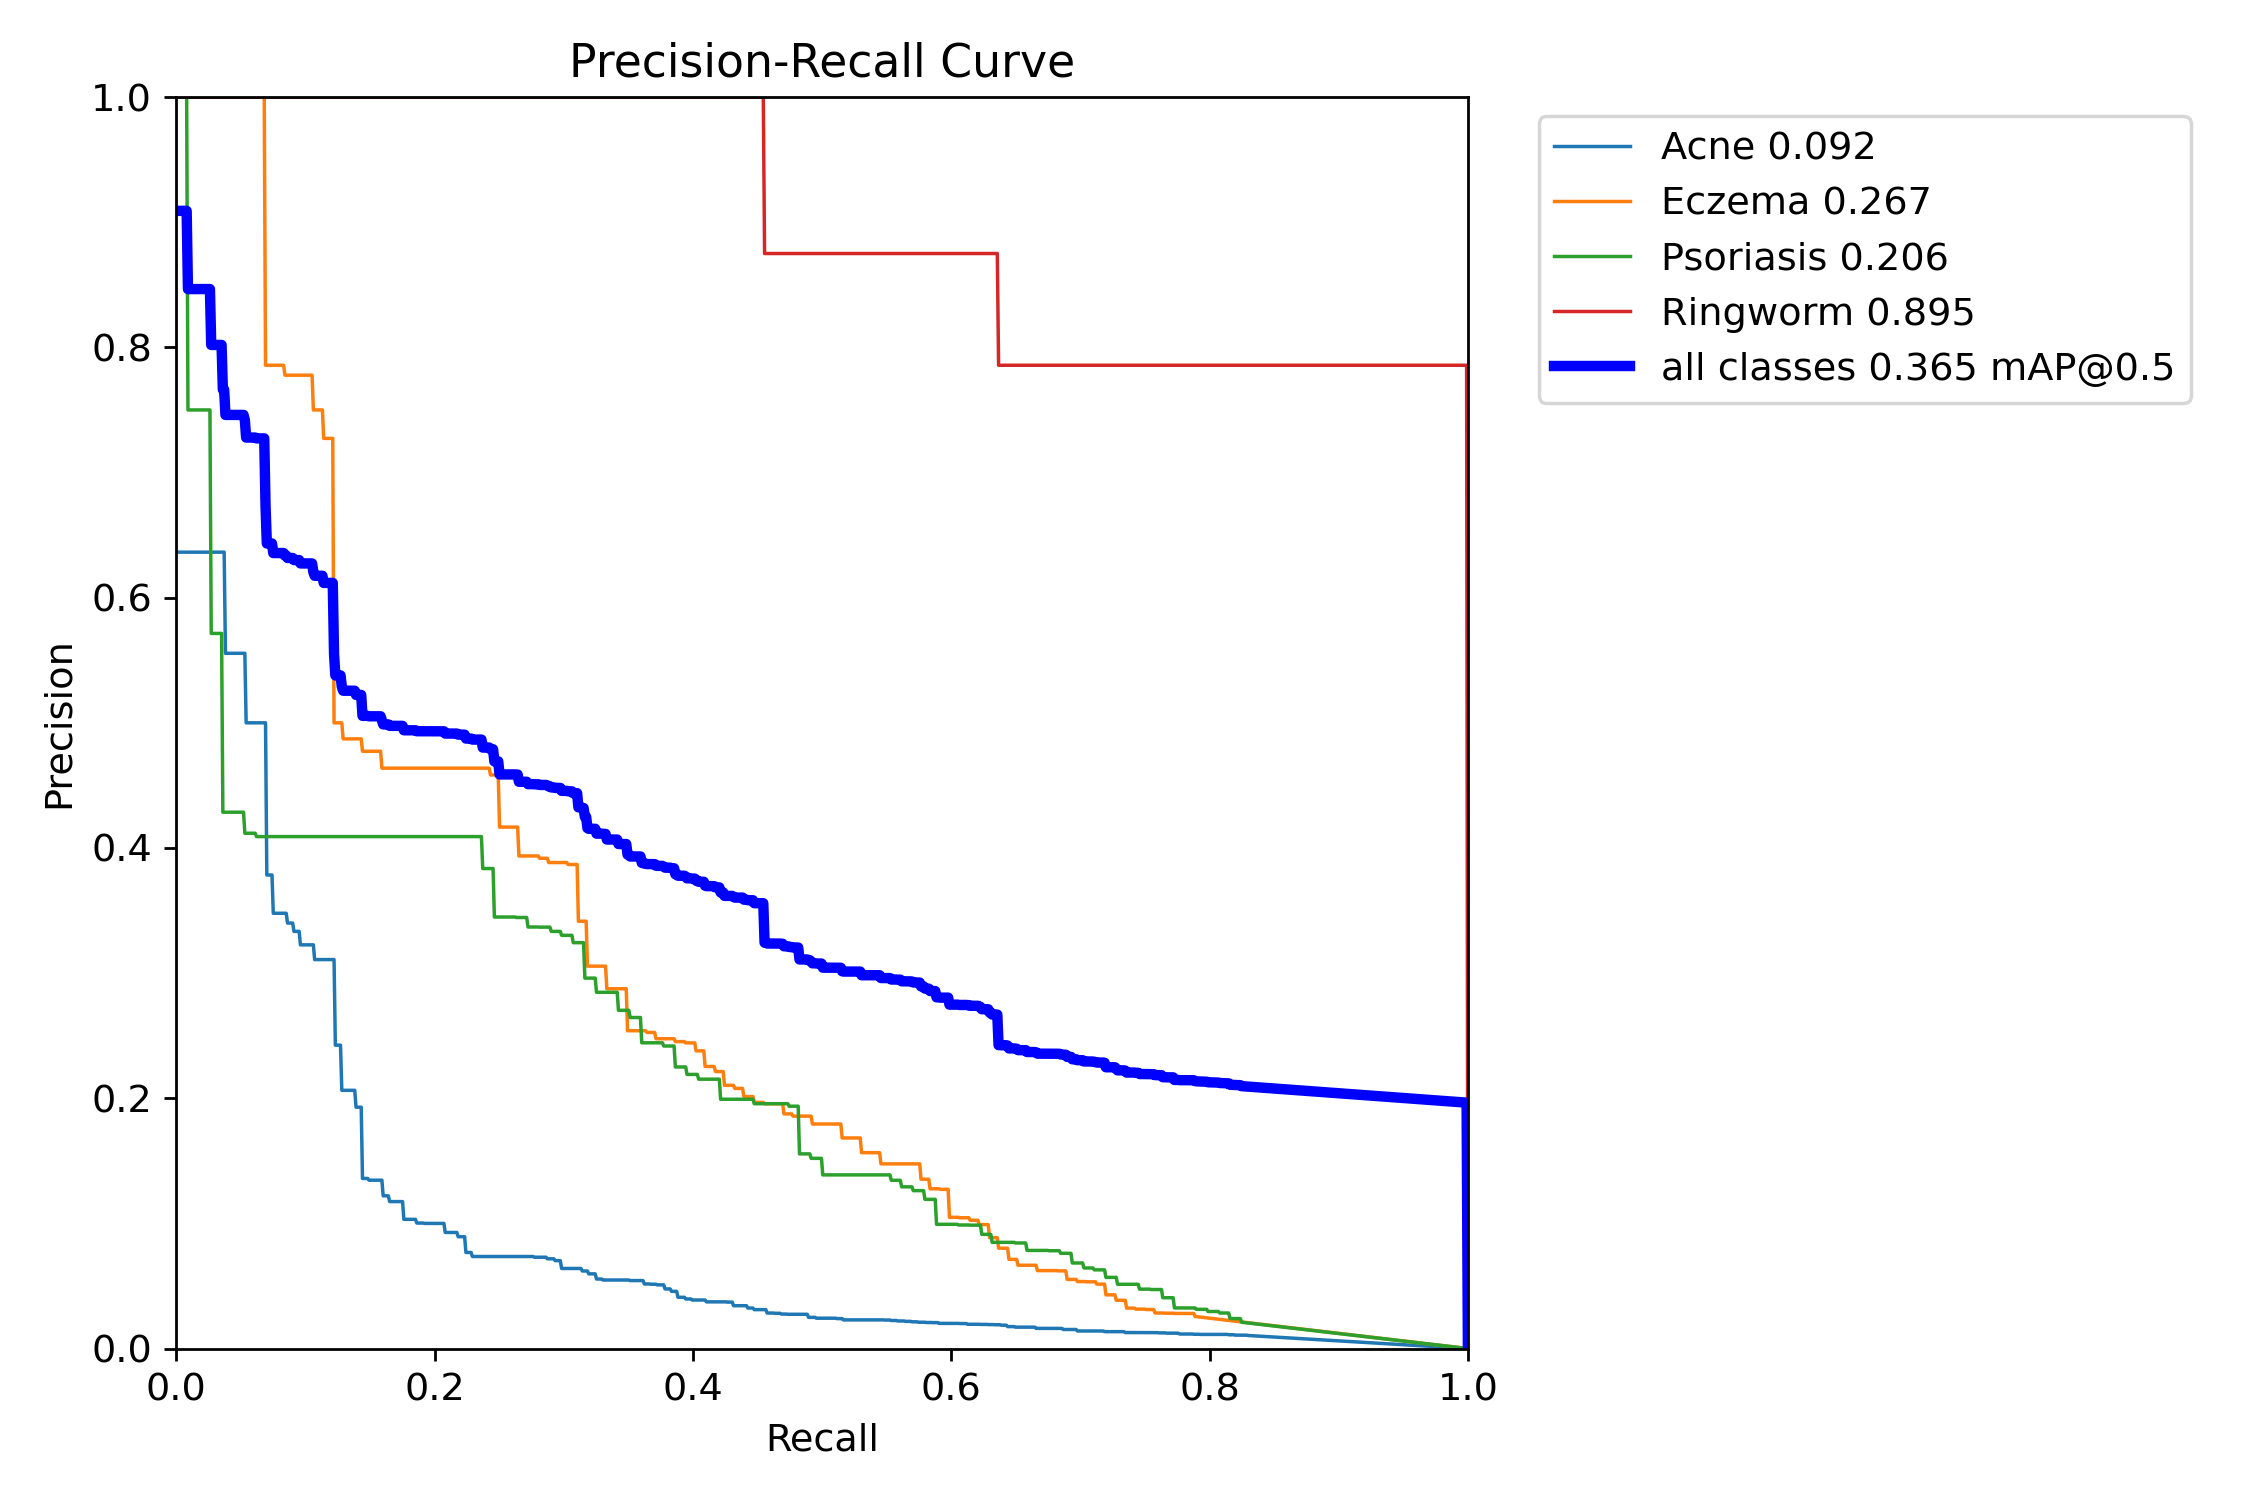 Precision-Recall Curve
1.0
0.8
0.6
0.4
0.2
0.0
Precision
0.0 0.2 0.4 0.6 0.8 1.0
Recall
Acne 0.092
Eczema 0.267
Psoriasis 0.206
Ringworm 0.895
all classes 0.365 mAP@0.5